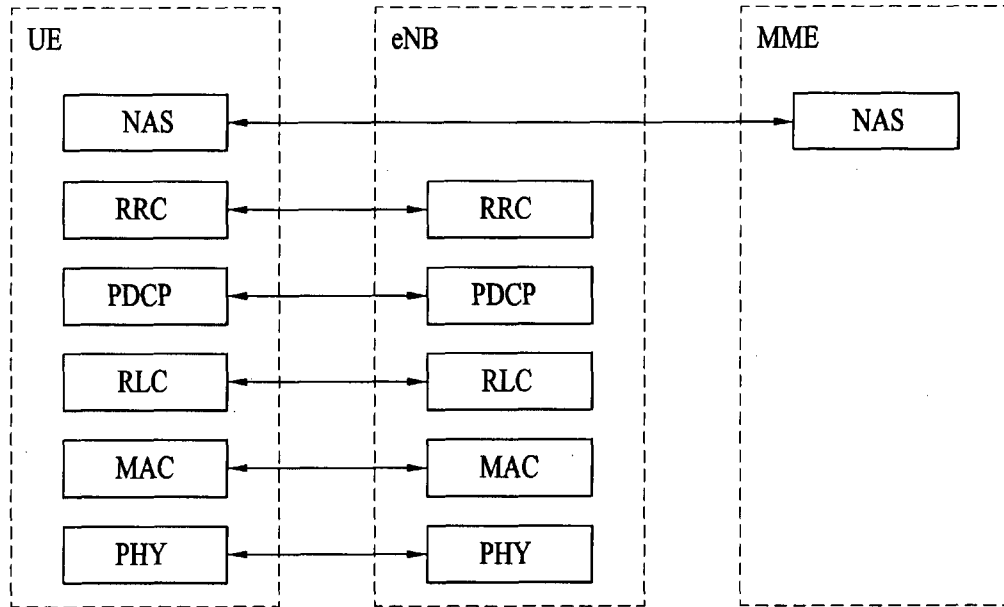 UE eNB MME
NAS NAS
RRC RRC
PDCP PDCP
RLC RLC
MAC MAC
PHY PHY